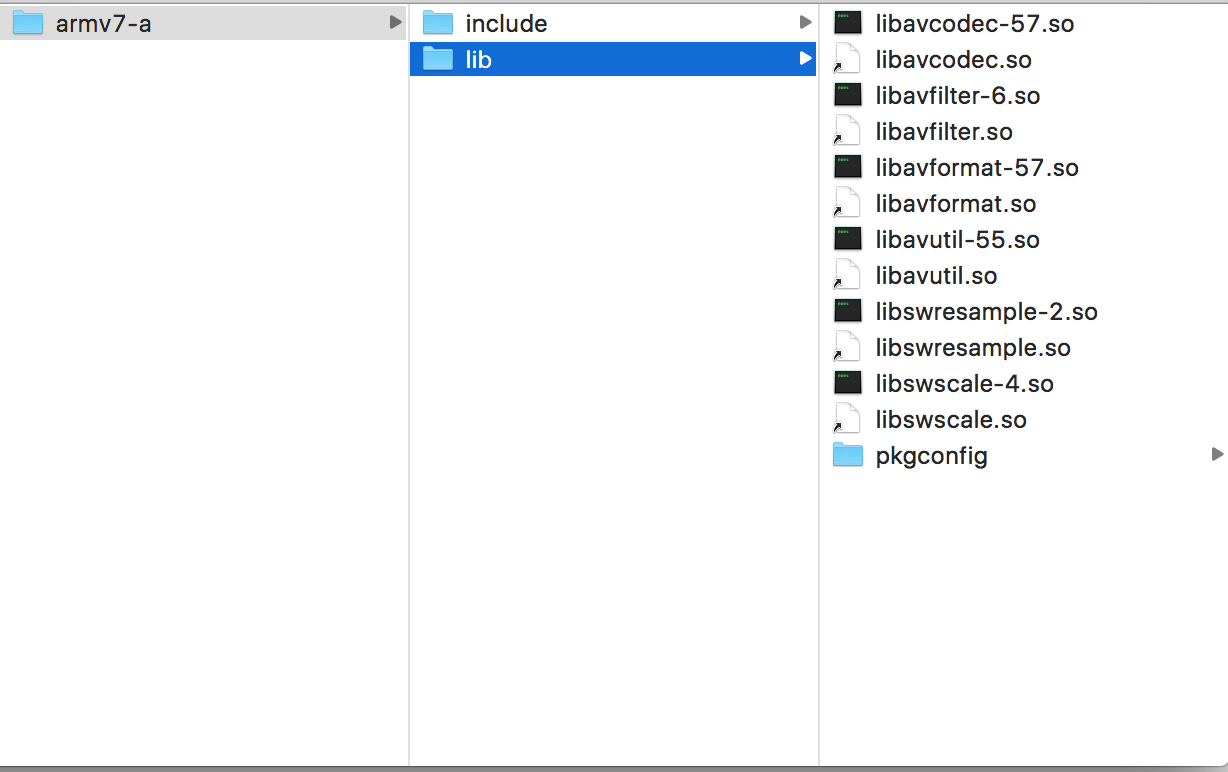 armv7-a
include
lib
libavcodec-57.so
libavcodec.so
libavfilter-6.so
libavfilter.so
libavformat-57.so
libavformat.so
libavutil-55.so
libavutil.so
libswresample-2.so
libswresample.so
libswscale-4.so
libswscale.so
pkgconfig